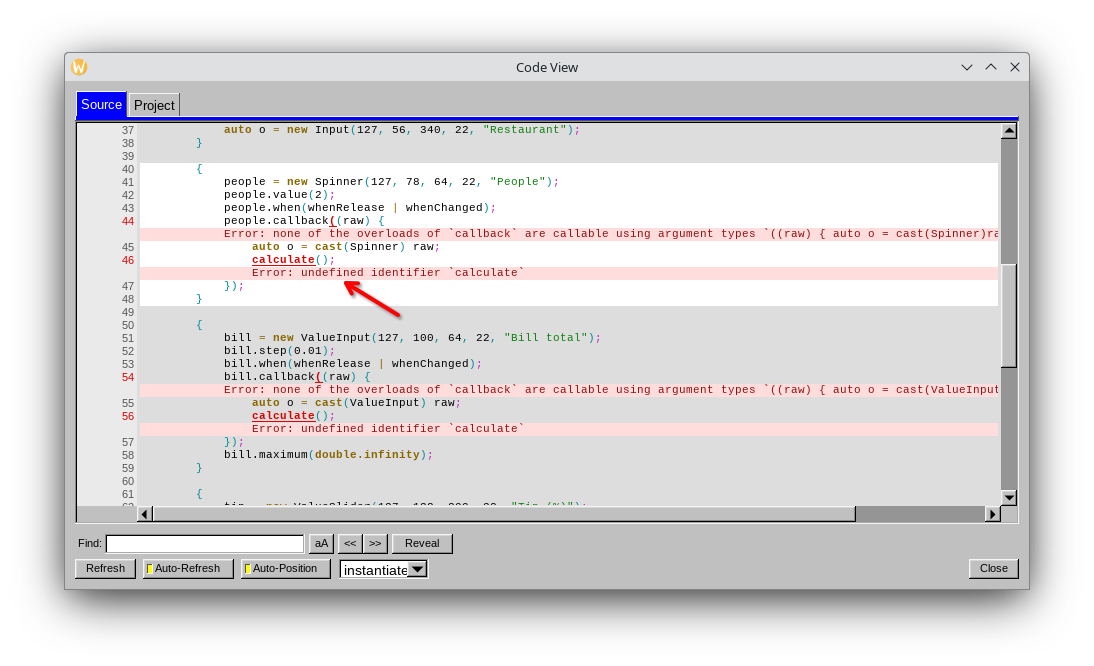 Code View
Source Project
37 auto o = new Input(127, 56, 340, 22, "Restaurant");
38 }
39
40 {
41 people = new Spinner(127, 78, 64, 22, "People");
42 people.value(2);
43 people.when(whenRelease | whenChanged);
44 people.callback((raw) {
Error: none of the overloads of `callback` are callable using argument types `((raw) { auto o = cast(Spinner)ra
45 auto o = cast(Spinner) raw;
46 calculate();
Error: undefined identifier `calculate`
47 });
48 }
49
50 {
51 bill = new ValueInput(127, 100, 64, 22, "Bill total");
52 bill.step(0.01);
53 bill.when(whenRelease | whenChanged);
54 bill.callback((raw) {
Error: none of the overloads of `callback` are callable using argument types `((raw) { auto o = cast(ValueInput
55 auto o = cast(ValueInput) raw;
56 calculate();
Error: undefined identifier `calculate`
57 });
58 bill.maximum(double.infinity);
59 }
60
61 {
Find: aA << >> Reveal
Refresh Auto-Refresh Auto-Position instantiate Close